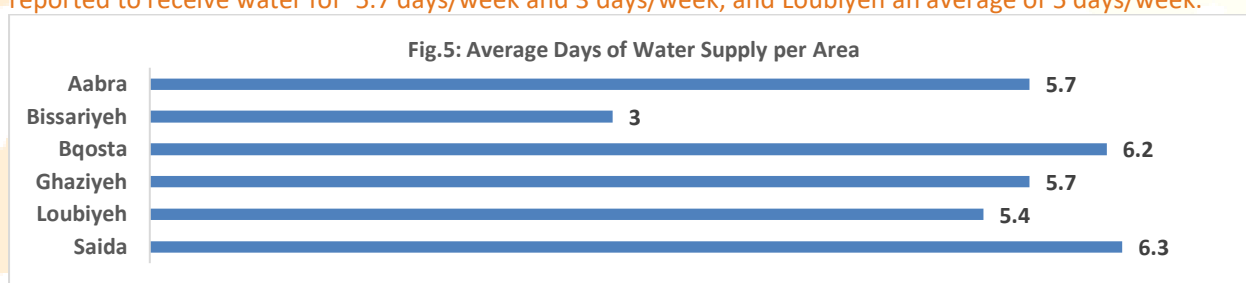 reported to receive water for 5.7 days/week and 3 days/week, and Loubiyeh an average of 5 days/week.
Fig.5: Average Days of Water Supply per Area
Aabra 5.7
Bissariyeh 3
Bqosta 6.2
Ghaziyeh 5.7
Loubiyeh 5.4
Saida 6.3